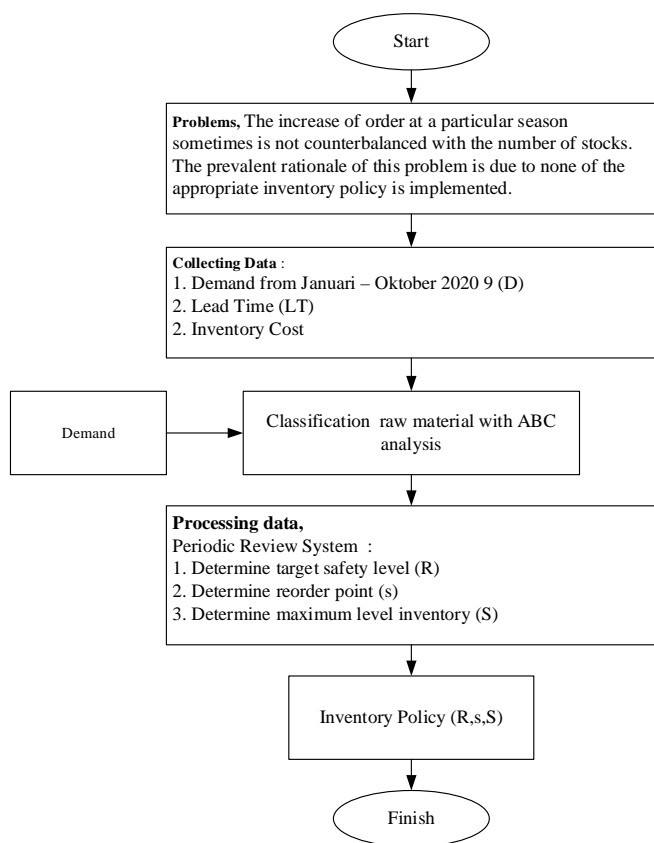 Start
Problems, The increase of order at a particular season
sometimes is not counterbalanced with the number of stocks.
The prevalent rationale of this problem is due to none of the
appropriate inventory policy is implemented.
Collecting Data :
1. Demand from Januari – Oktober 2020 9 (D)
2. Lead Time (LT)
2. Inventory Cost
Demand
Classification raw material with ABC
analysis
Processing data,
Periodic Review System :
1. Determine target safety level (R)
2. Determine reorder point (s)
3. Determine maximum level inventory (S)
Inventory Policy (R,s,S)
Finish